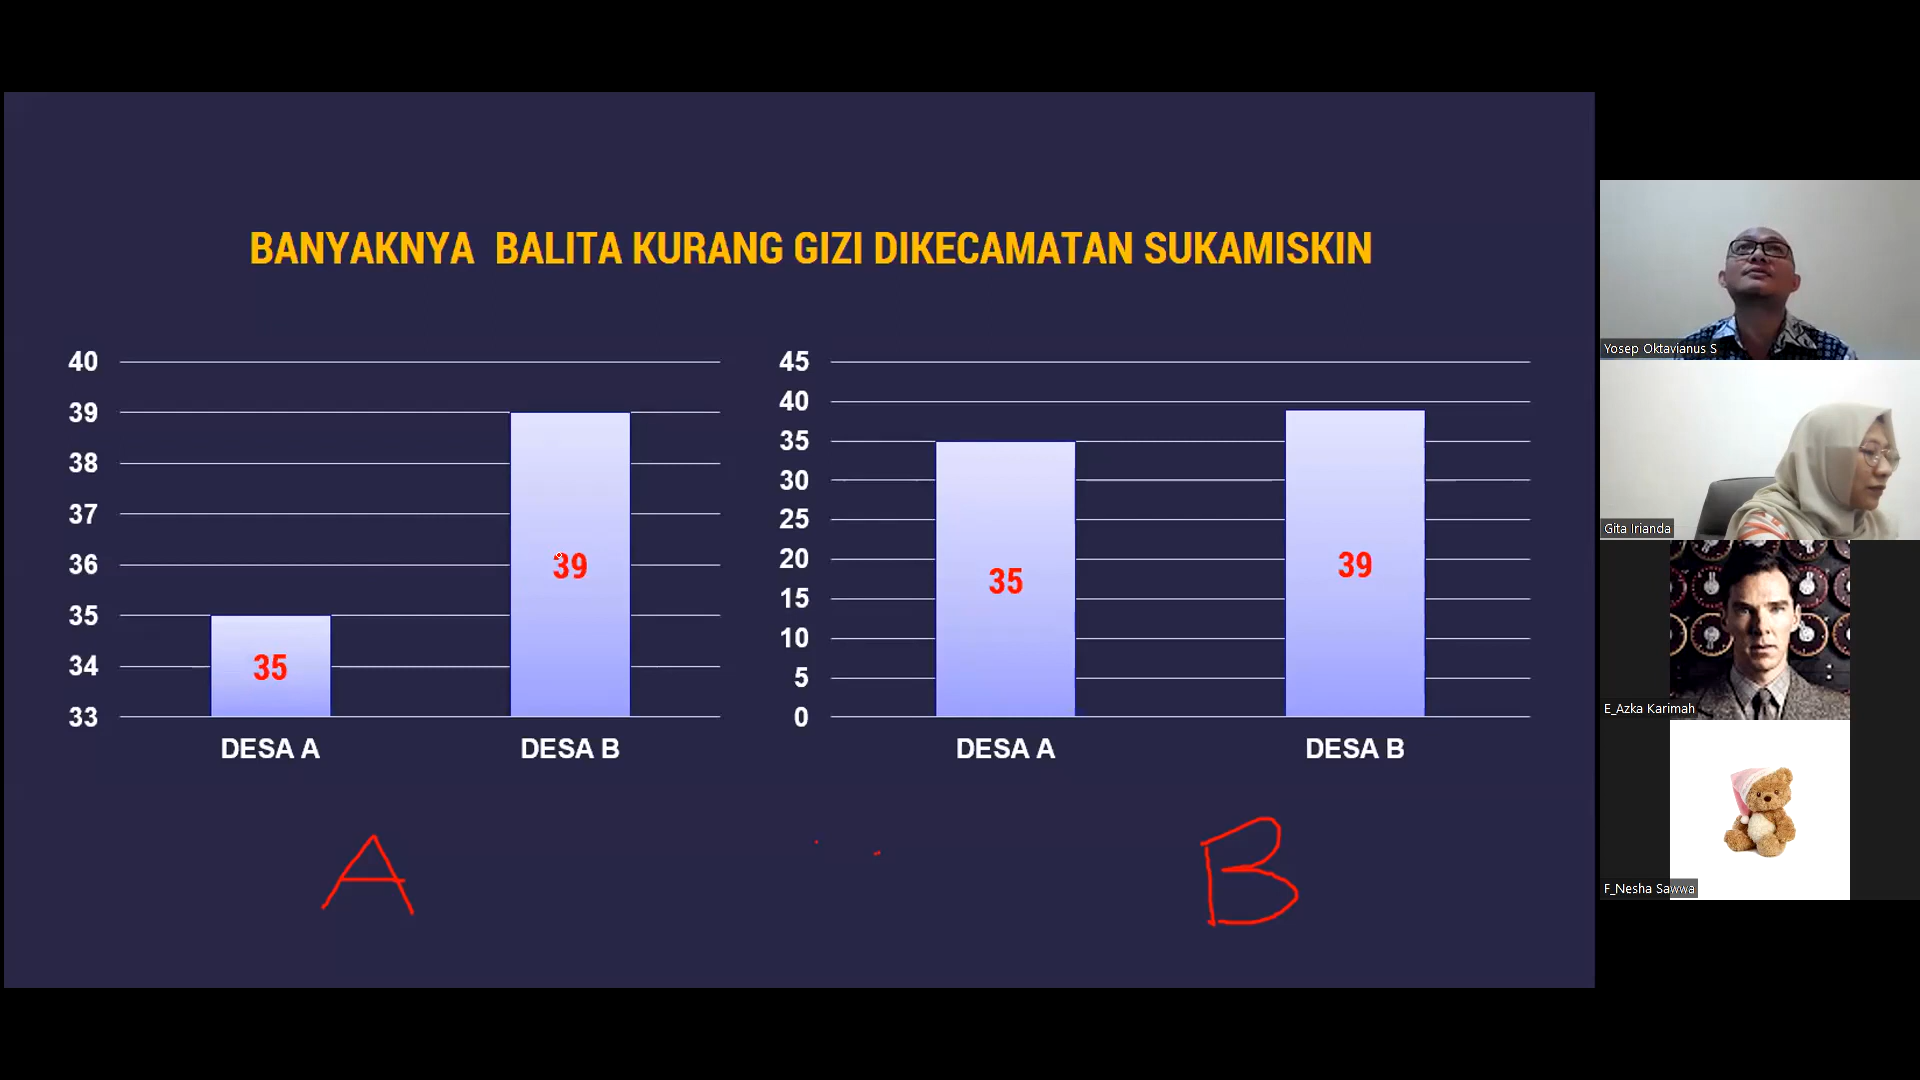 BANYAKNYA BALITA KURANG GIZI DIKECAMATAN SUKAMISKIN
40
39
38
37
36
35
34
33
35
39
DESA A DESA B
45
40
35
30
25
20
15
10
5
0
35
39
DESA A DESA B
A B
Yosep Oktavianus S
Gita Irianda
E_Azka Karimah
F_Nesha Sawwa